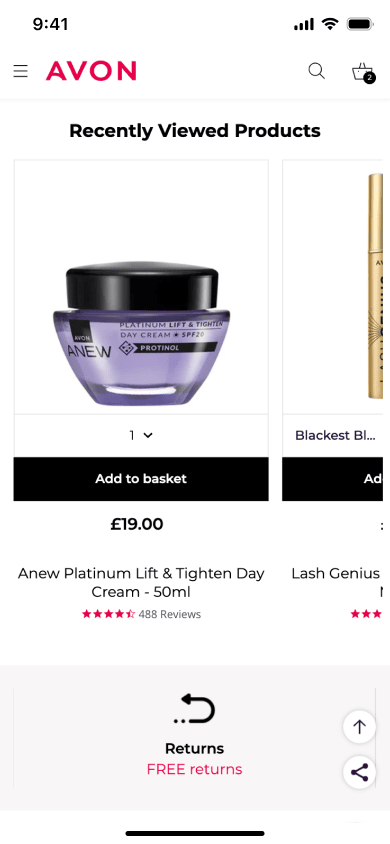 9:41
AVON
2
Recently Viewed Products
AVON
ANEW
PLATINUM LIFT & TIGHTEN
DAY CREAM ★ SPF20
PROTINOL
1
Blackest Bl...
Add to basket
Ad
£19.00
Anew Platinum Lift & Tighten Day
Cream - 50ml
488 Reviews
Lash Genius
Returns
FREE returns